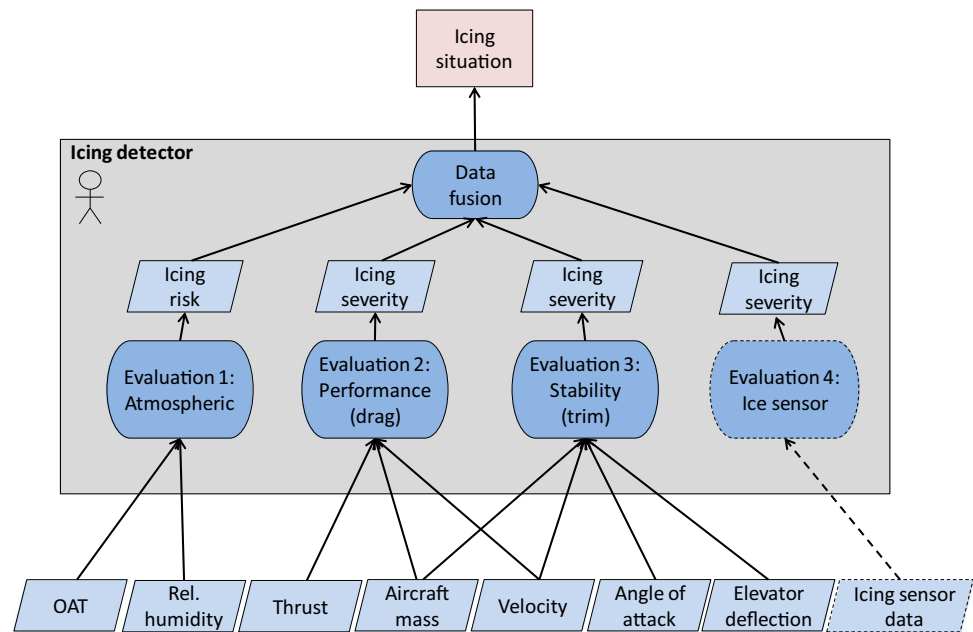 Icing
situation
Icing detector
Data
fusion
Icing
risk
Icing
severity
Icing
severity
Icing
severity
Evaluation 1:
Atmospheric
Evaluation 2:
Performance
(drag)
Evaluation 3:
Stability
(trim)
Evaluation 4:
Ice sensor
OAT
Rel.
humidity
Thrust
Aircraft
mass
Velocity
Angle of
attack
Elevator
deflection
Icing sensor
data